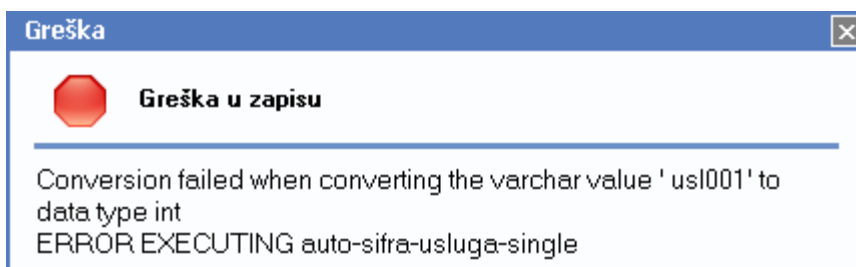 Greška
Greška u zapisu
Conversion failed when converting the varchar value ' usl001' to
data type int
ERROR EXECUTING auto-sifra-usluga-single